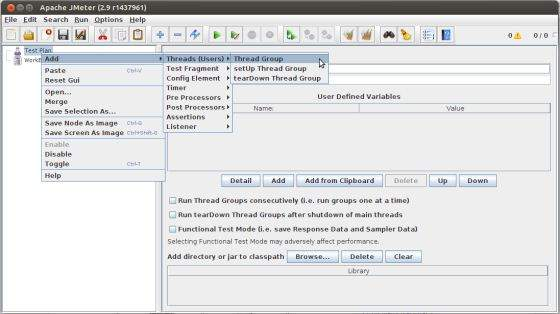 Apache JMeter (2.9 r1437961)
File Edit Search Run Options Help
0 0 /
Test Plan
Add
Paste Ctrl-V
Reset Gui
Open...
Merge
Save Selection As...
Save Node As Image Ctrl-G
Save Screen As Image Ctrl+Shift-G
Enable
Disable
Toggle Ctrl-T
Help
Threads (Users)
Test Fragment
Config Element
Timer
Pre Processors
Post Processors
Assertions
Listener
Thread Group
setUp Thread Group
tearDown Thread Group
User Defined Variables
Name: Value
Detail Add Add from Clipboard Delete Up Down
Run Thread Groups consecutively (i.e. run groups one at a time)
Run tearDown Thread Groups after shutdown of main threads
Functional Test Mode (i.e. save Response Data and Sampler Data)
Selecting Functional Test Mode may adversely affect performance.
Add directory or jar to classpath Browse... Delete Clear
Library